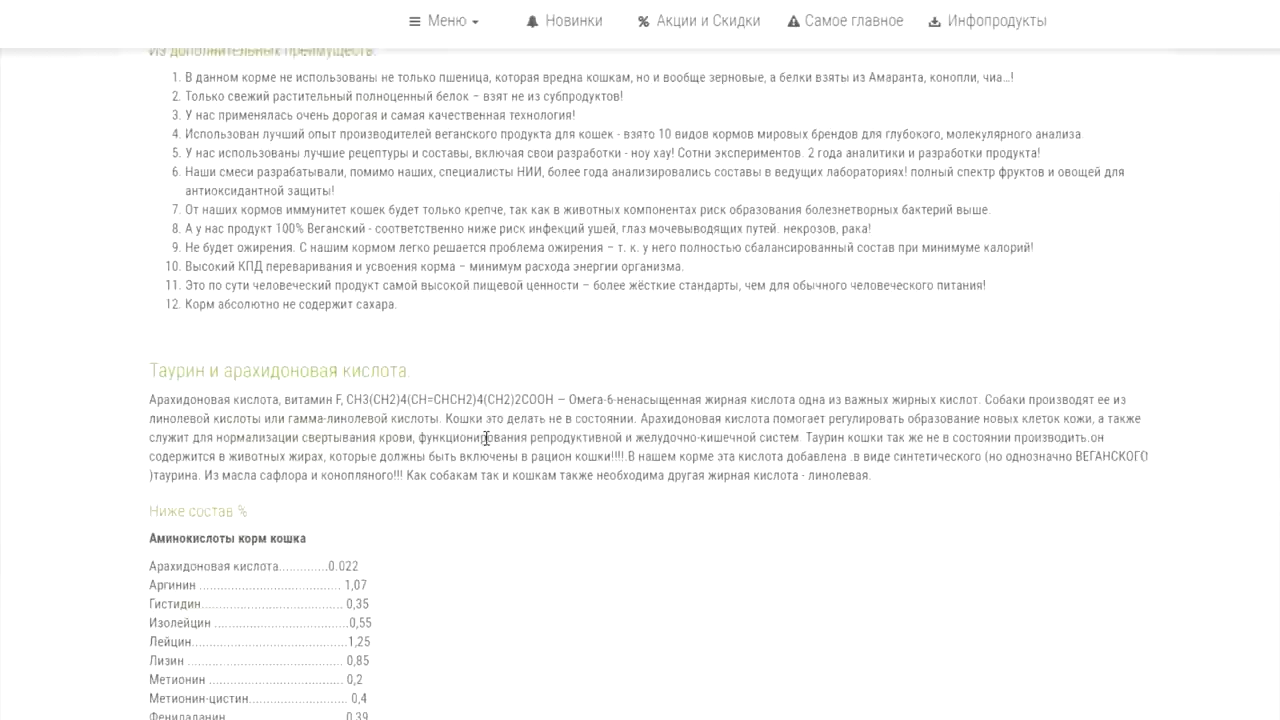 Меню
Новинки
Акции и Скидки
Самое главное
Инфопродукты
Из дополнительных преимуществ:
1. В данном корме не использованы не только пшеница, которая вредна кошкам, но и вообще зерновые, а белки взяты из Амаранта, конопли, чиа...!
2. Только свежий растительный полноценный белок – взят не из субпродуктов!
3. У нас применялась очень дорогая и самая качественная технология!
4. Использован лучший опыт производителей веганского продукта для кошек - взято 10 видов кормов мировых брендов для глубокого, молекулярного анализа.
5. У нас использованы лучшие рецептуры и составы, включая свои разработки - ноу хау! Сотни экспериментов. 2 года аналитики и разработки продукта!
6. Наши смеси разрабатывали, помимо наших, специалисты НИИ, более года анализировались составы в ведущих лабораториях! полный спектр фруктов и овощей для
антиоксидантной защиты!
7. От наших кормов иммунитет кошек будет только крепче, так как в животных компонентах риск образования болезнетворных бактерий выше.
8. А у нас продукт 100% Веганский - соответственно ниже риск инфекций ушей, глаз мочевыводящих путей. некрозов, рака!
9. Не будет ожирения. С нашим кормом легко решается проблема ожирения – т. к. у него полностью сбалансированный состав при минимуме калорий!
10. Высокий КПД переваривания и усвоения корма – минимум расхода энергии организма.
11. Это по сути человеческий продукт самой высокой пищевой ценности – более жёсткие стандарты, чем для обычного человеческого питания!
12. Корм абсолютно не содержит сахара.
Таурин и арахидоновая кислота.
Арахидоновая кислота, витамин F, CH3(CH2)4(CH=CHCH2)4(CH2)2COOH — Омега-6-ненасыщенная жирная кислота одна из важных жирных кислот. Собаки производят ее из
линолевой кислоты или гамма-линолевой кислоты. Кошки это делать не в состоянии. Арахидоновая кислота помогает регулировать образование новых клеток кожи, а также
служит для нормализации свертывания крови, функционирования репродуктивной и желудочно-кишечной систем. Таурин кошки так же не в состоянии производить.он
содержится в животных жирах, которые должны быть включены в рацион кошки!!!!.В нашем корме эта кислота добавлена .в виде синтетического (но однозначно ВЕГАНСКОГО
)таурина. Из масла сафлора и конопляного!!! Как собакам так и кошкам также необходима другая жирная кислота - линолевая.
Ниже состав %
Аминокислоты корм кошка
Арахидоновая кислота..............0.022
Аргинин ....................................... 1,07
Гистидин....................................... 0,35
Изолейцин .....................................0,55
Лейцин...........................................1,25
Лизин ........................................... 0,85
Метионин ..................................... 0,2
Метионин-цистин........................... 0,4
Фенилаланин................................ 0,39